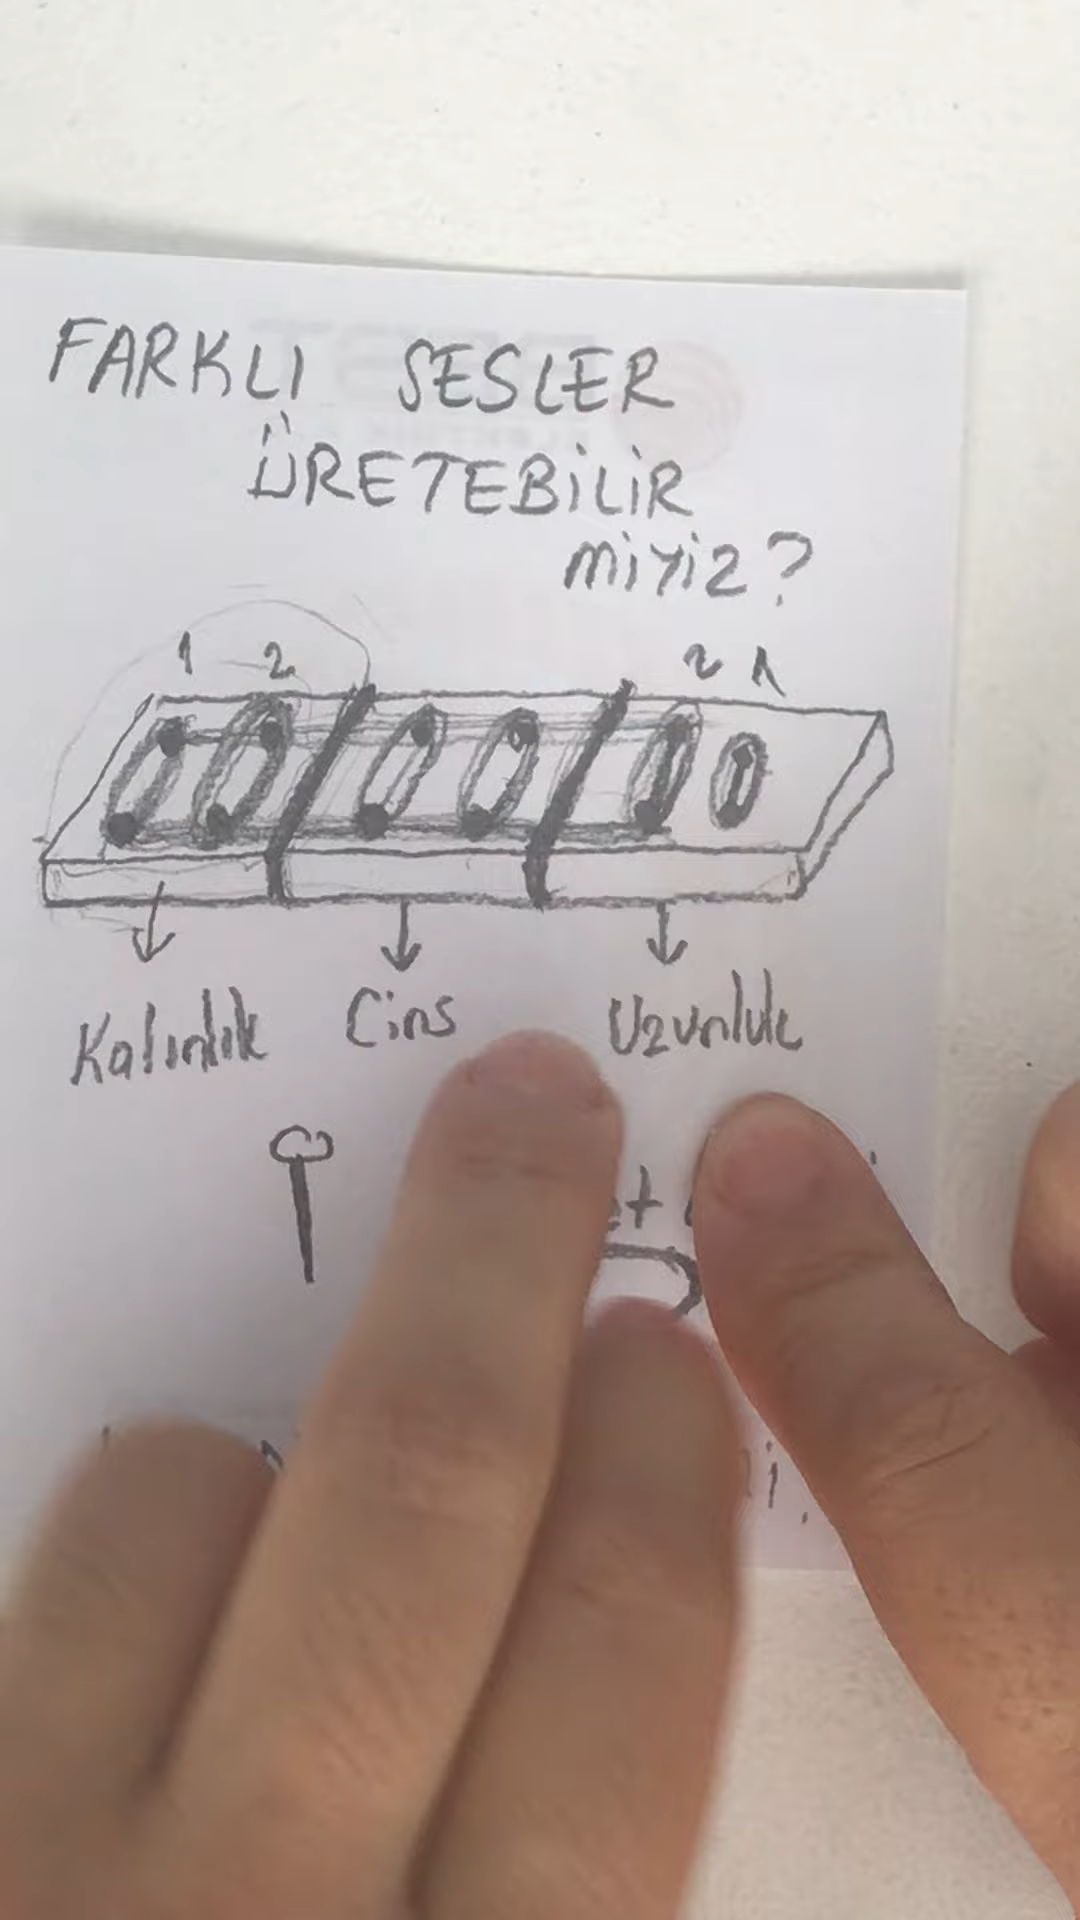 FARKLI SESLER
ÜRETEBİLİR
miyiz?
1 2 2 1
Kalınlık Cins Uzunluk